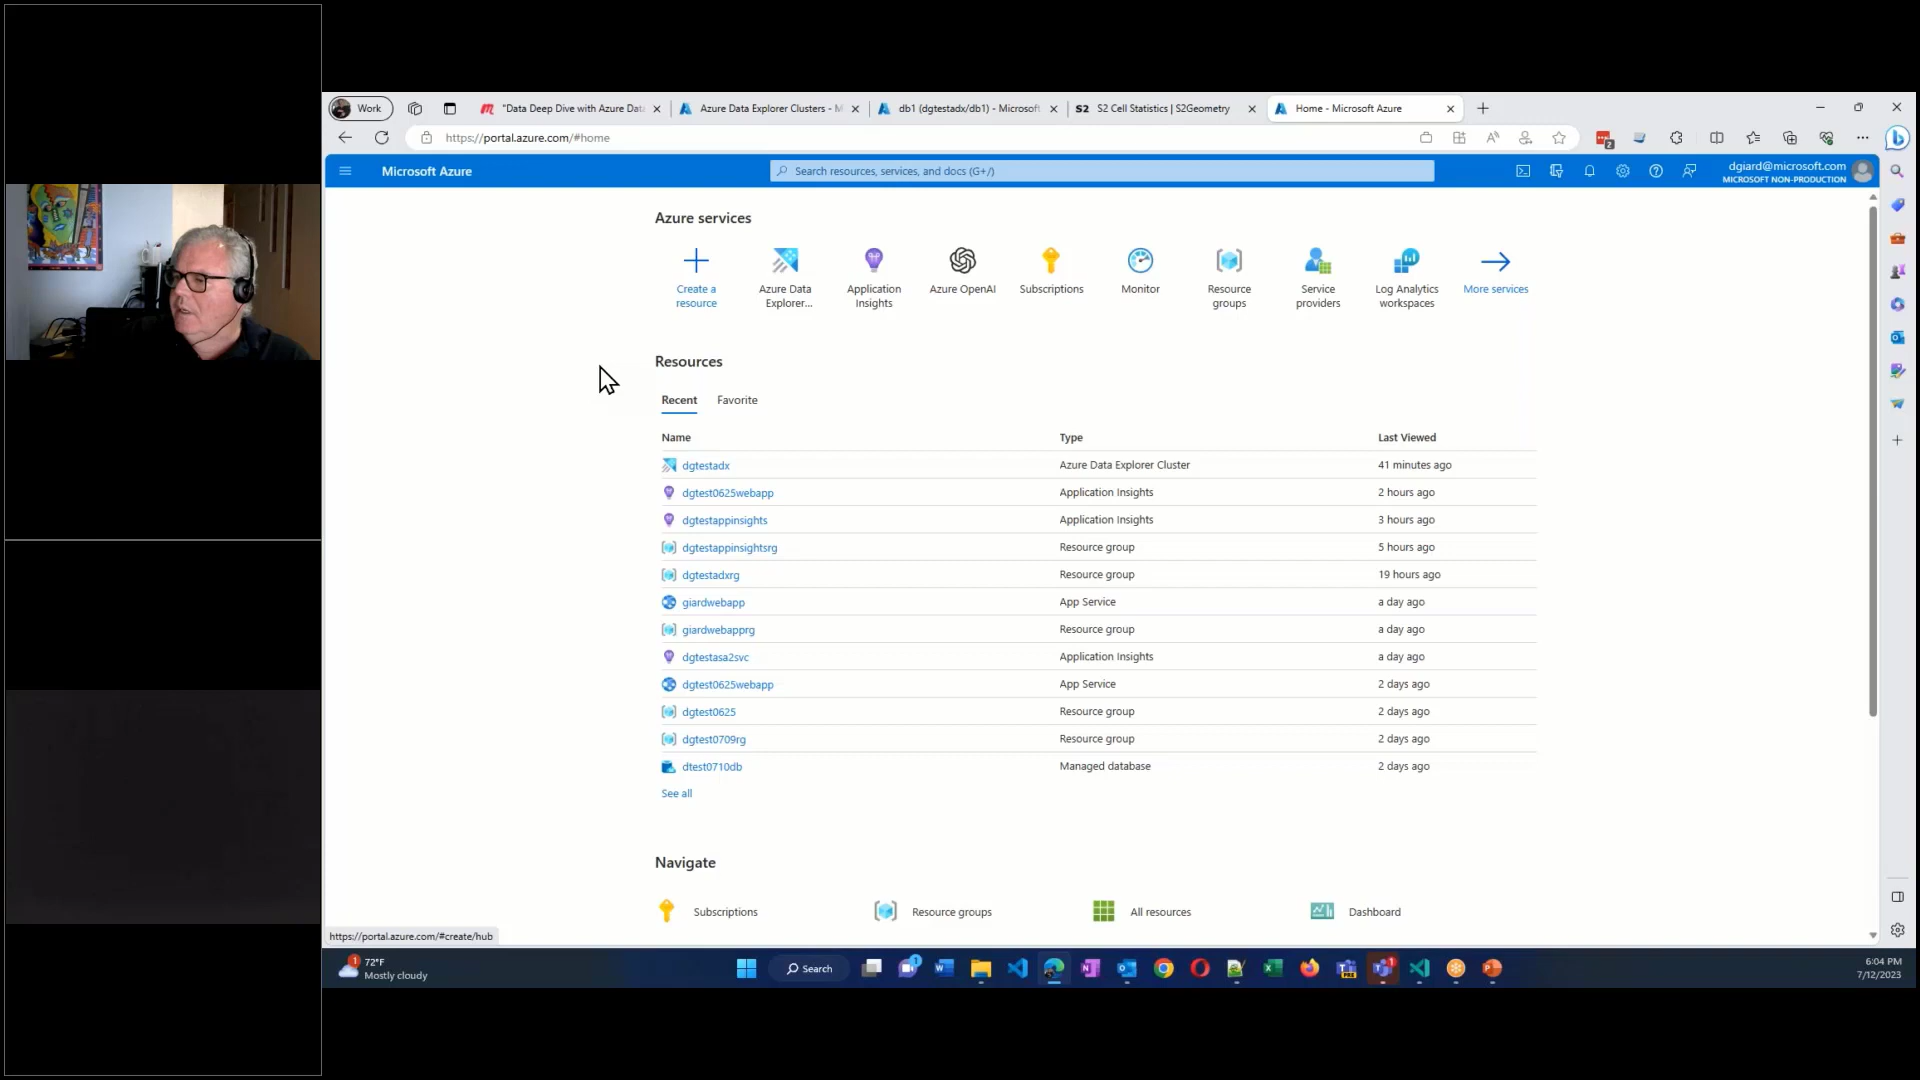 Work
"Data Deep Dive with Azure Dat
Azure Data Explorer Clusters - M
db1 (dgtestadx/db1) - Microsoft
S2 S2 Cell Statistics | S2Geometry
Home - Microsoft Azure
https://portal.azure.com/#home
2
Microsoft Azure
Search resources, services, and docs (G+/)
dgiard@microsoft.com
MICROSOFT NON-PRODUCTION
Azure services
Create a resource
Azure Data Explorer...
Application Insights
Azure OpenAI
Subscriptions
Monitor
Resource groups
Service providers
Log Analytics workspaces
More services
Resources
Recent Favorite
Name Type Last Viewed
dgtestadx Azure Data Explorer Cluster 41 minutes ago
dgtest0625webapp Application Insights 2 hours ago
dgtestappinsights Application Insights 3 hours ago
dgtestappinsightsrg Resource group 5 hours ago
dgtestadxrg Resource group 19 hours ago
giardwebapp App Service a day ago
giardwebapprg Resource group a day ago
dgtestasa2svc Application Insights a day ago
dgtest0625webapp App Service 2 days ago
dgtest0625 Resource group 2 days ago
dgtest0709rg Resource group 2 days ago
dtest0710db Managed database 2 days ago
See all
Navigate
Subscriptions Resource groups All resources Dashboard
https://portal.azure.com/#create/hub
1
72°F
Mostly cloudy
Search
1
PRE
1
6:04 PM
7/12/2023